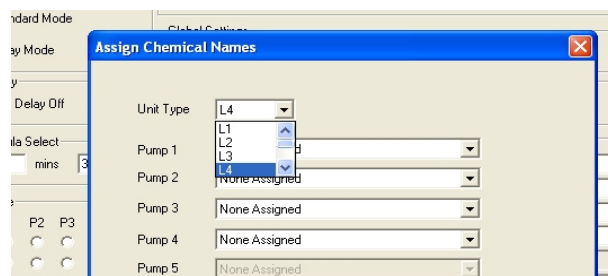 ndard Mode
ay Mode
Assign Chemical Names
y
Delay Off
Unit Type L4
L1
L2
L3
L4
ula Select
mins 3
Pump 1
Pump 2 None Assigned
Pump 3 None Assigned
P2 P3
Pump 4 None Assigned
Pump 5 None Assigned